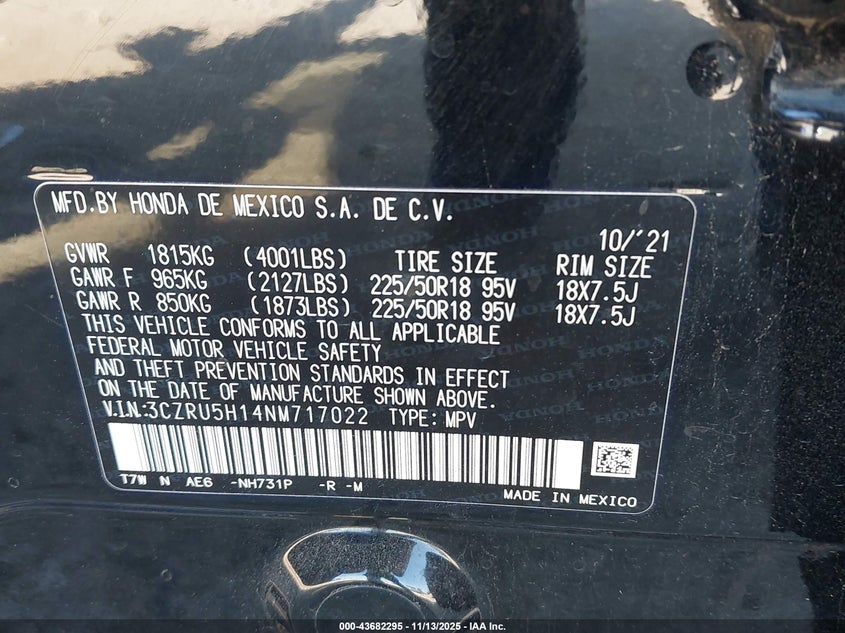 MFD.BY HONDA DE MEXICO S.A. DE C.V.
10/'21
GVWR 1815KG (4001LBS) TIRE SIZE RIM SIZE
GAWR F 965KG (2127LBS) 225/50R18 95V 18X7.5J
GAWR R 850KG (1873LBS) 225/50R18 95V 18X7.5J
THIS VEHICLE CONFORMS TO ALL APPLICABLE
FEDERAL MOTOR VEHICLE SAFETY
AND THEFT PREVENTION STANDARDS IN EFFECT
ON THE DATE OF MANUFACTURE SHOWN ABOVE.
V.I.N.:3CZRU5H14NM717022 TYPE: MPV
T7W N AE6 -NH731P -R -M
MADE IN MEXICO
000-43682295 - 11/13/2025 - IAA Inc.